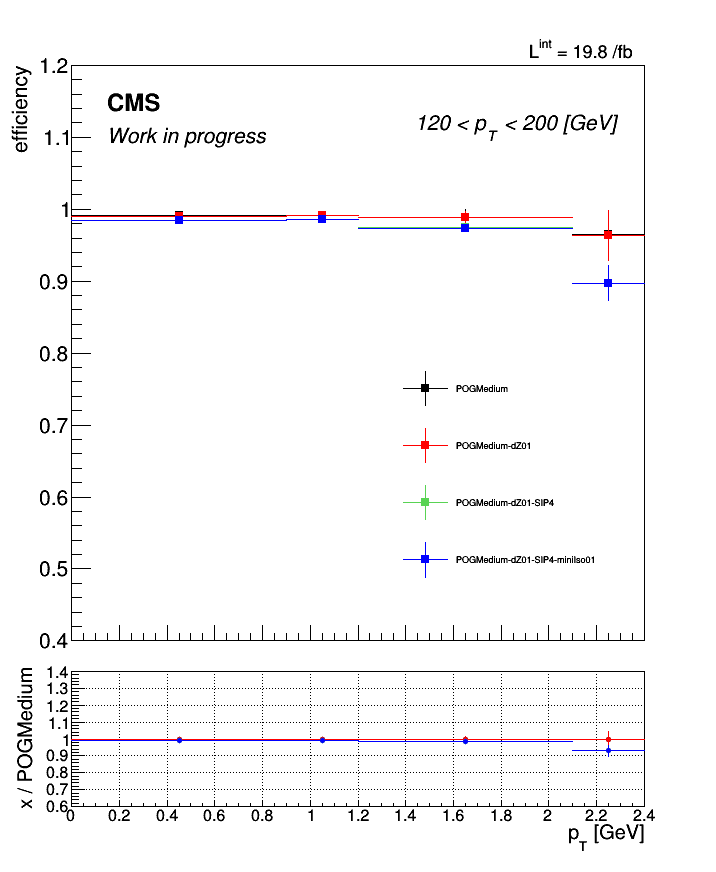 L^int = 19.8 /fb
efficiency
CMS
Work in progress
120 < p_T < 200 [GeV]
1.2
1.1
1
0.9
0.8
0.7
0.6
0.5
0.4
POGMedium
POGMedium-dZ01
POGMedium-dZ01-SIP4
POGMedium-dZ01-SIP4-miniIso01
x / POGMedium
1.4
1.3
1.2
1.1
1
0.9
0.8
0.7
0.6
0 0.2 0.4 0.6 0.8 1 1.2 1.4 1.6 1.8 2 2.2 2.4
p_T [GeV]